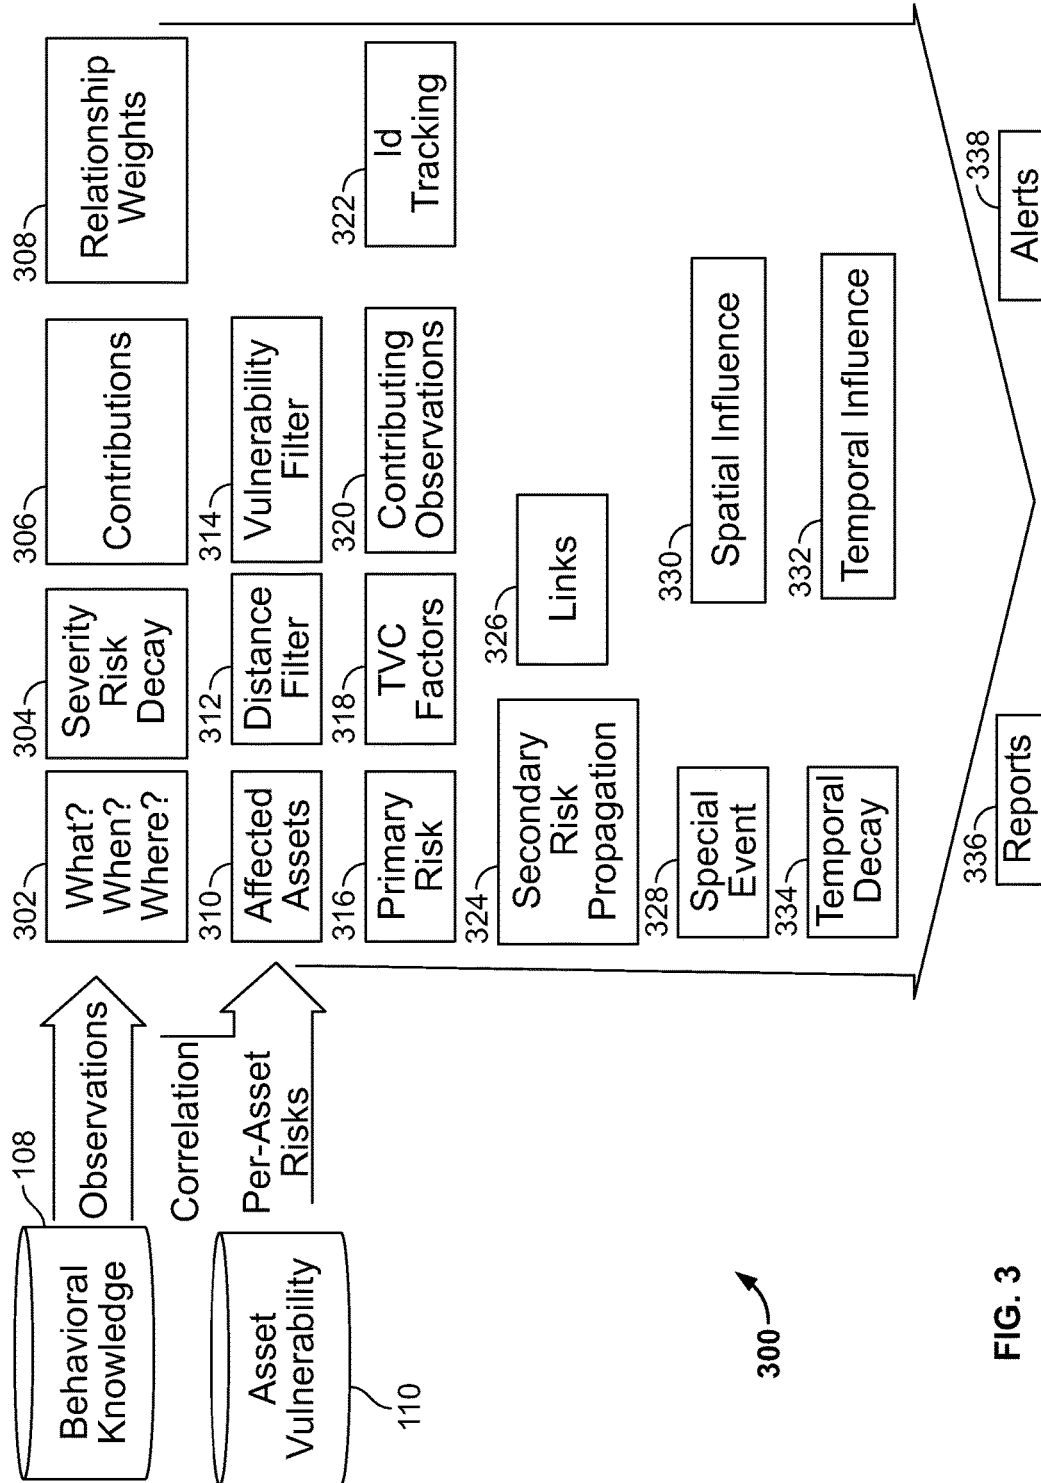 Behavioral
Knowledge
108
Observations
302
What?
When?
Where?
304
Severity
Risk
Decay
306
Contributions
308
Relationship
Weights
Correlation
Asset
Vulnerability
110
Per-Asset
Risks
310
Affected
Assets
312
Distance
Filter
314
Vulnerability
Filter
316
Primary
Risk
318
TVC
Factors
320
Contributing
Observations
322
Id
Tracking
324
Secondary
Risk
Propagation
326
Links
328
Special
Event
330
Spatial Influence
334
Temporal
Decay
332
Temporal Influence
336
Reports
338
Alerts
300
FIG. 3